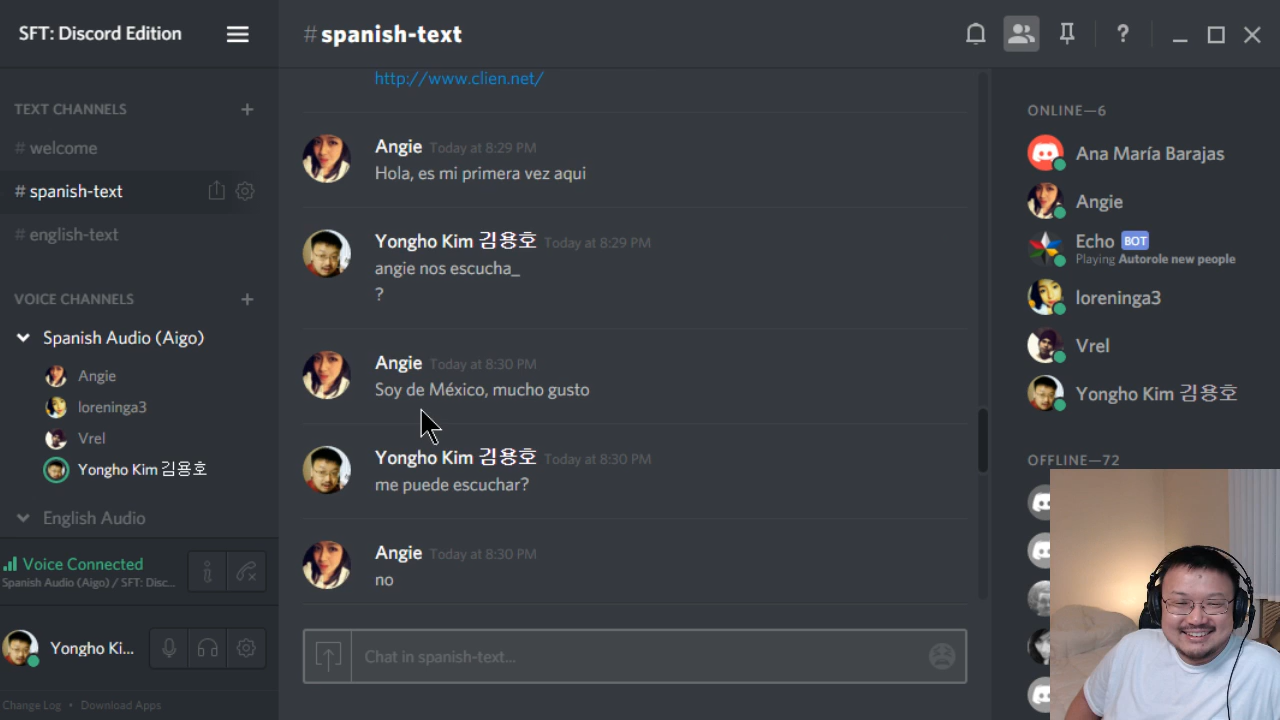 SFT: Discord Edition
TEXT CHANNELS
# welcome
# spanish-text
# english-text
VOICE CHANNELS
Spanish Audio (Aigo)
Angie
loreninga3
Vrel
Yongho Kim 김용호
English Audio
Voice Connected
Spanish Audio (Aigo) / SFT: Disc...
Yongho Ki...
Change Log • Download Apps
# spanish-text
http://www.clien.net/
Angie Today at 8:29 PM
Hola, es mi primera vez aqui
Yongho Kim 김용호 Today at 8:29 PM
angie nos escucha_
?
Angie Today at 8:30 PM
Soy de México, mucho gusto
Yongho Kim 김용호 Today at 8:30 PM
me puede escuchar?
Angie Today at 8:30 PM
no
Chat in spanish-text...
ONLINE—6
Ana María Barajas
Angie
Echo BOT
Playing Autorole new people
loreninga3
Vrel
Yongho Kim 김용호
OFFLINE—72